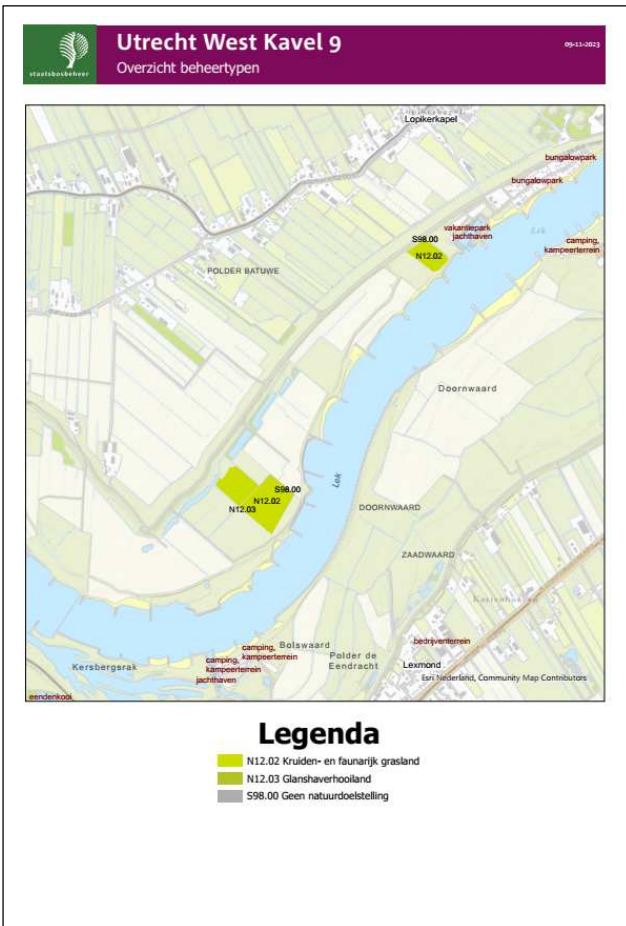 staatsbosbeheer
Utrecht West Kavel 9
Overzicht beheertypen
09-11-2023
Lopikerkapel
bungalowpark
bungalowpark
vakantiepark
jachthaven
Lek
camping,
kampeerterrein
S98.00
N12.02
POLDER BATUWE
Doornwaard
S98.00
N12.02
N12.03
Lek
DOORNWAARD
ZAADWAARD
bedrijventerrein
Bolswaard
camping,
kampeerterrein
Polder de
Eendracht
camping,
kampeerterrein
jachthaven
Kersbergsrak
Lexmond
Esri Nederland, Community Map Contributors
eendenkooi
Legenda
N12.02 Kruiden- en faunarijk grasland
N12.03 Glanshaverhooiland
S98.00 Geen natuurdoelstelling